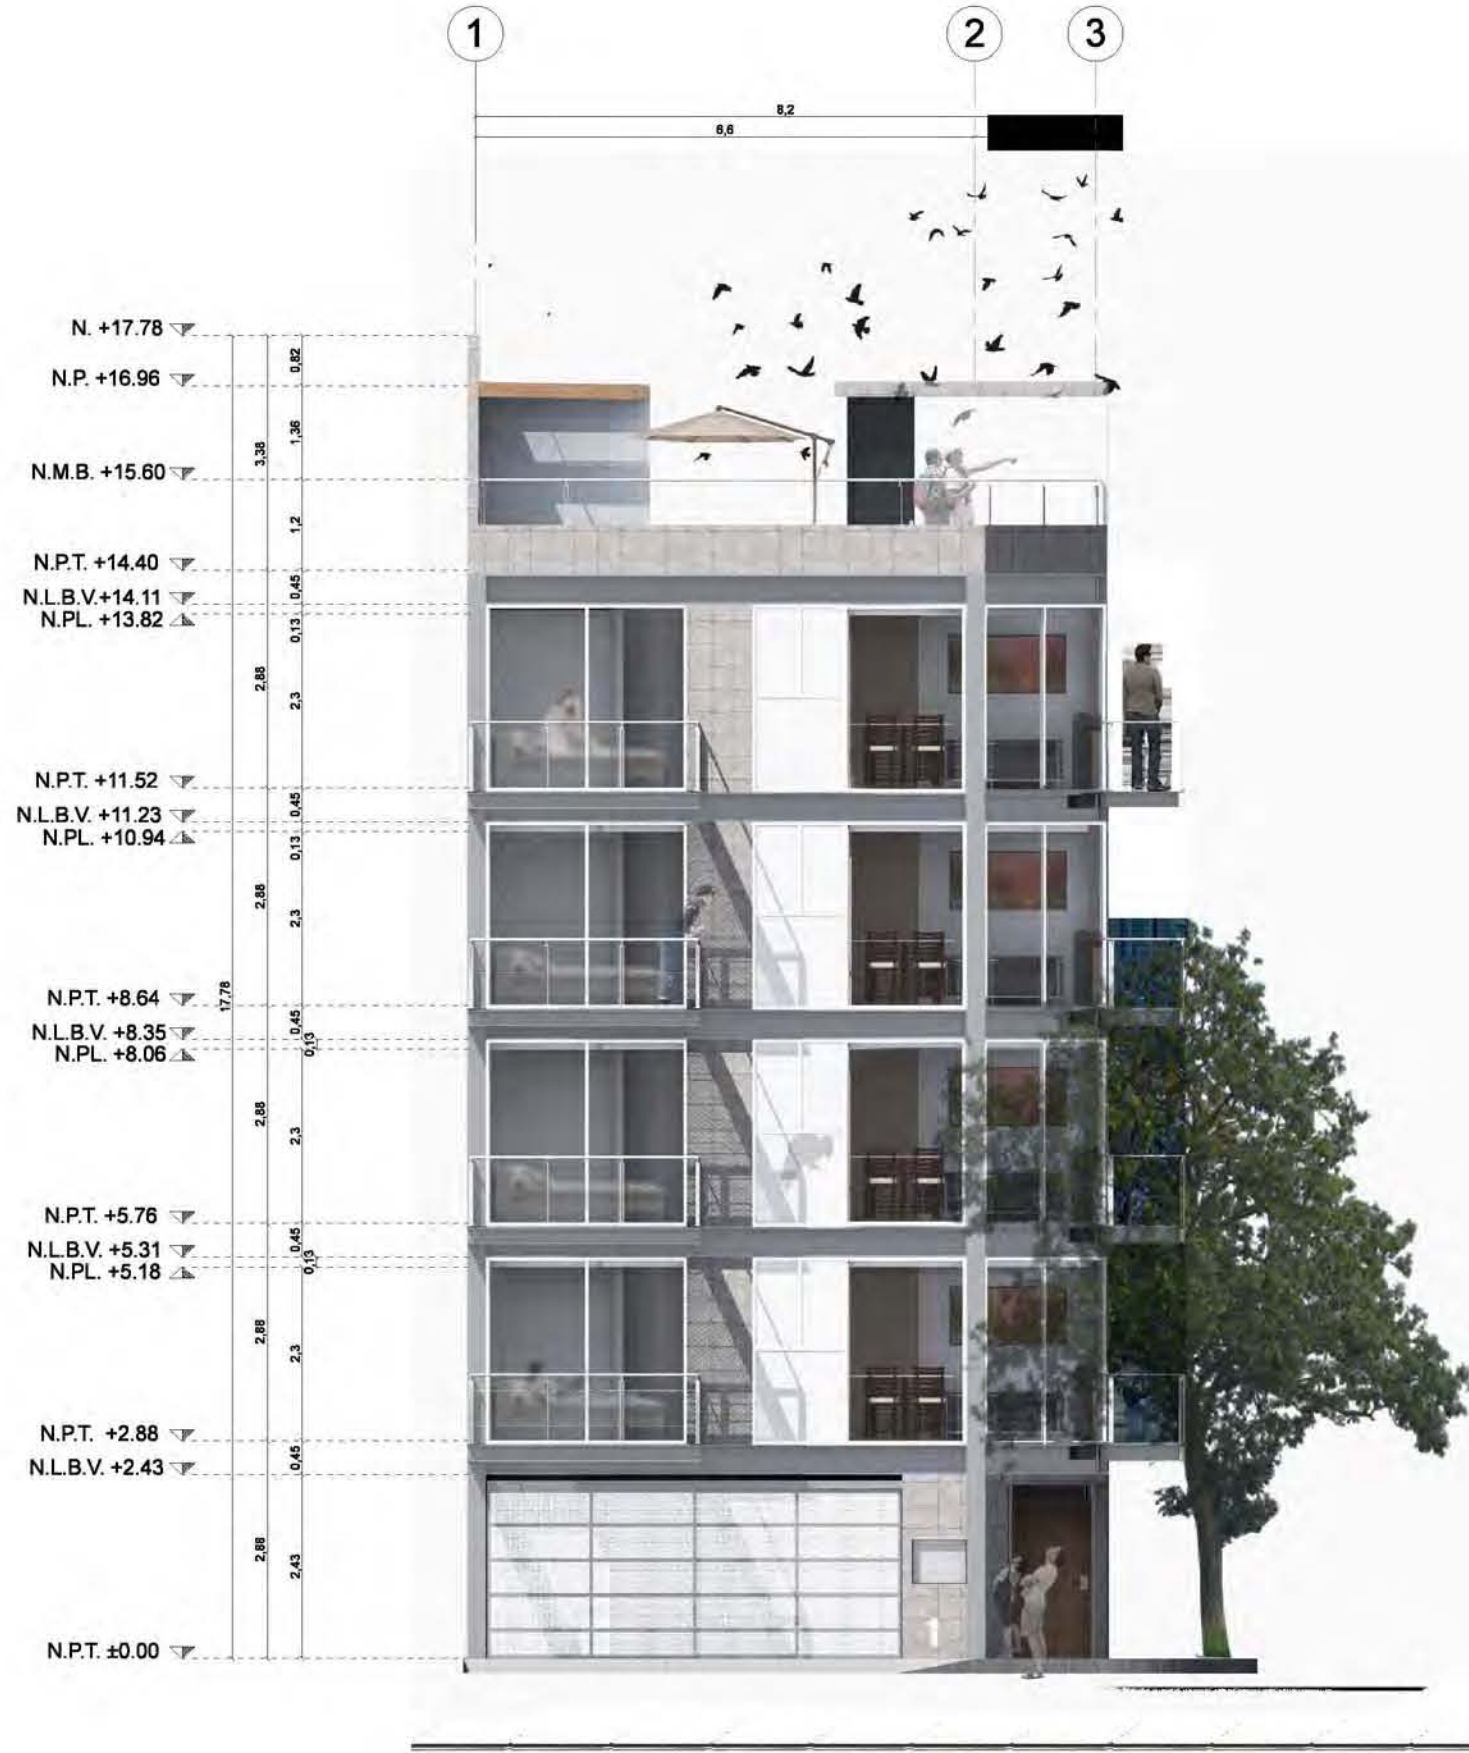 1
2
3
8,2
6,6
N. +17.78
0,82
N.P. +16.96
1,36
3,38
N.M.B. +15.60
1,2
N.P.T. +14.40
0,45
N.L.B.V.+14.11
N.PL. +13.82
0,13
2,88
2,3
N.P.T. +11.52
0,45
N.L.B.V. +11.23
N.PL. +10.94
0,13
2,88
2,3
17,78
N.P.T. +8.64
0,45
N.L.B.V. +8.35
0,13
N.PL. +8.06
2,88
2,3
N.P.T. +5.76
0,45
N.L.B.V. +5.31
0,13
N.PL. +5.18
2,88
2,3
N.P.T. +2.88
0,45
N.L.B.V. +2.43
2,88
2,43
N.P.T. ±0.00